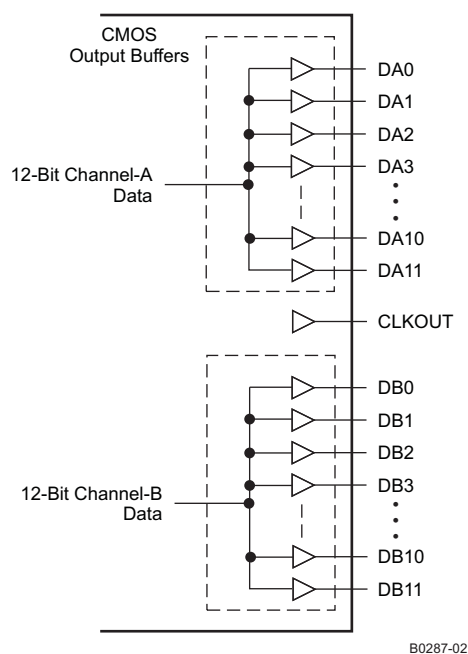 CMOS
Output Buffers
DA0
DA1
DA2
12-Bit Channel-A
Data
DA3
DA10
DA11
CLKOUT
DB0
DB1
DB2
12-Bit Channel-B
Data
DB3
DB10
DB11
B0287-02